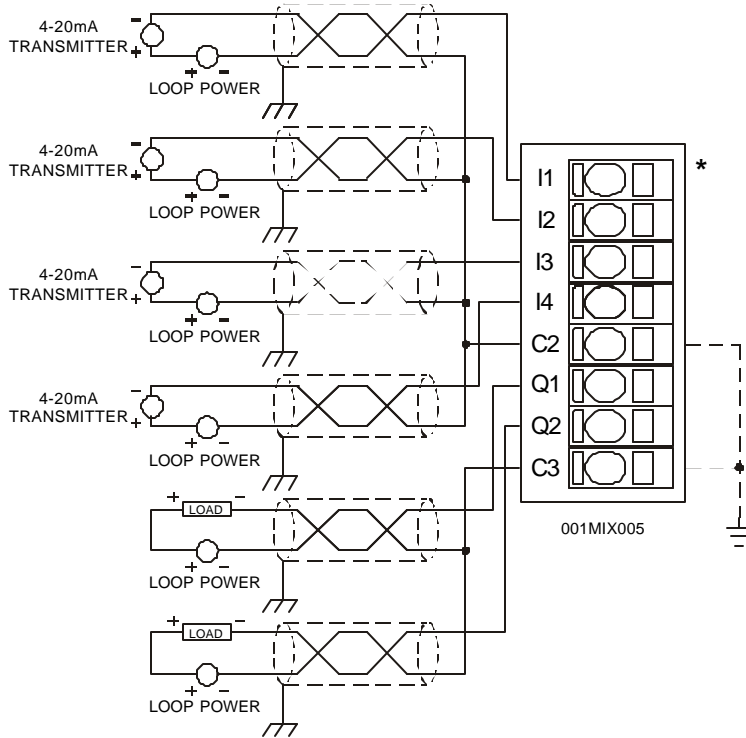 4-20mA
TRANSMITTER
-
+
+ -
LOOP POWER
4-20mA
TRANSMITTER
-
+
+ -
LOOP POWER
4-20mA
TRANSMITTER
-
+
+ -
LOOP POWER
4-20mA
TRANSMITTER
-
+
+ -
LOOP POWER
+ LOAD -
+ -
LOOP POWER
+ LOAD -
+ -
LOOP POWER
*
I1
I2
I3
I4
C2
Q1
Q2
C3
001MIX005